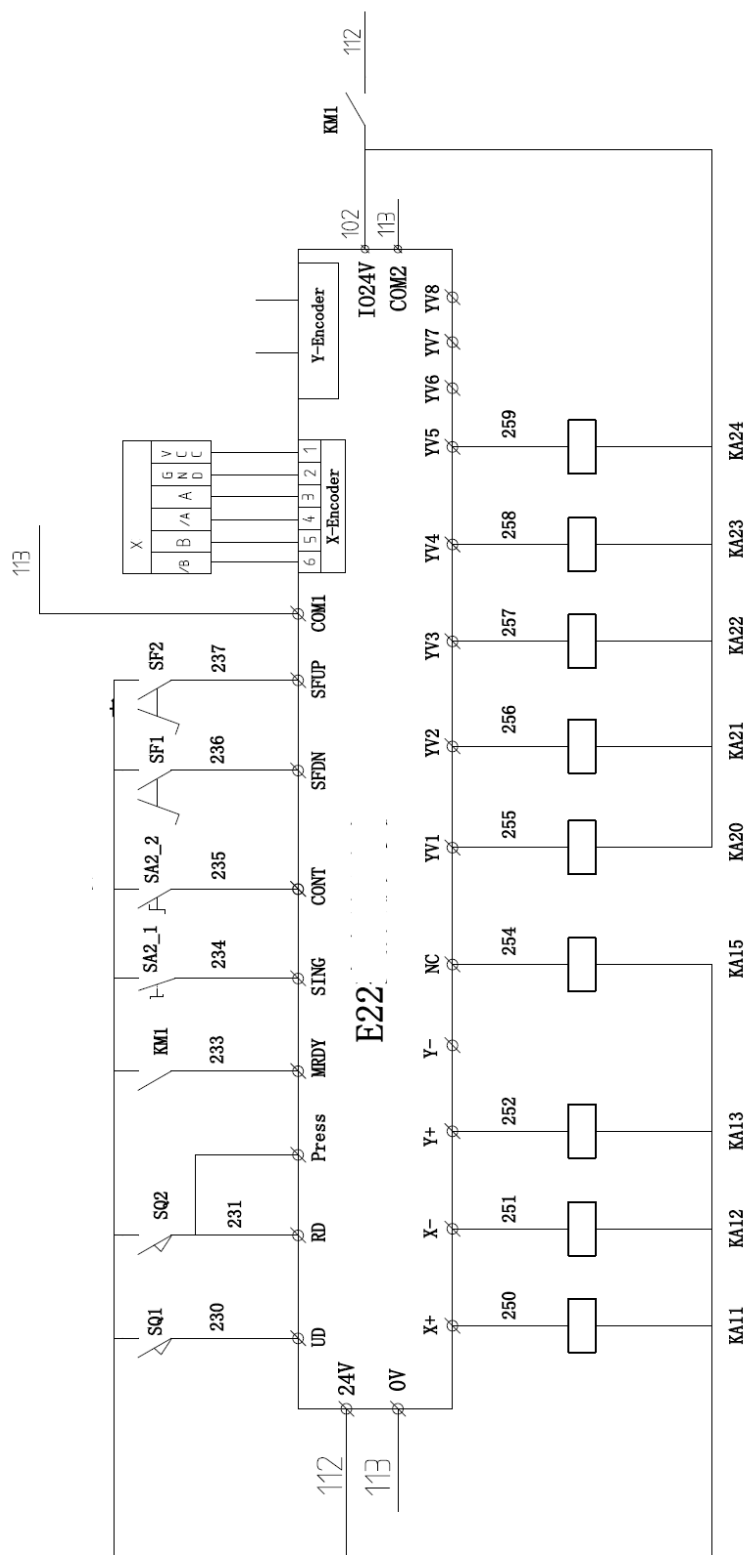 113
X
SQ1 SQ2 KM1 SA2_1 SA2_2 SF1 SF2
/B B /A A GND VCC
230 231 233 234 235 236 237
6 5 4 3 2 1
X-Encoder Y-Encoder
UD RD Press MRDY SING CONT SFDN SFUP COM1
KM1
112 24V IO24V 102 112
E22
113 0V COM2 113
X+ X- Y+ Y- NC YV1 YV2 YV3 YV4 YV5 YV6 YV7 YV8
250 251 252 254 255 256 257 258 259
KA11 KA12 KA13 KA15 KA20 KA21 KA22 KA23 KA24